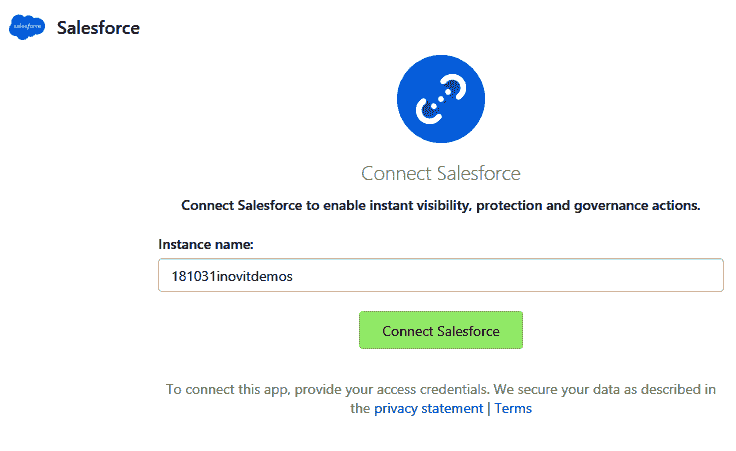 salesforce
Salesforce
Connect Salesforce
Connect Salesforce to enable instant visibility, protection and governance actions.
Instance name:
181031inovitdemos
Connect Salesforce
To connect this app, provide your access credentials. We secure your data as described in
the privacy statement | Terms